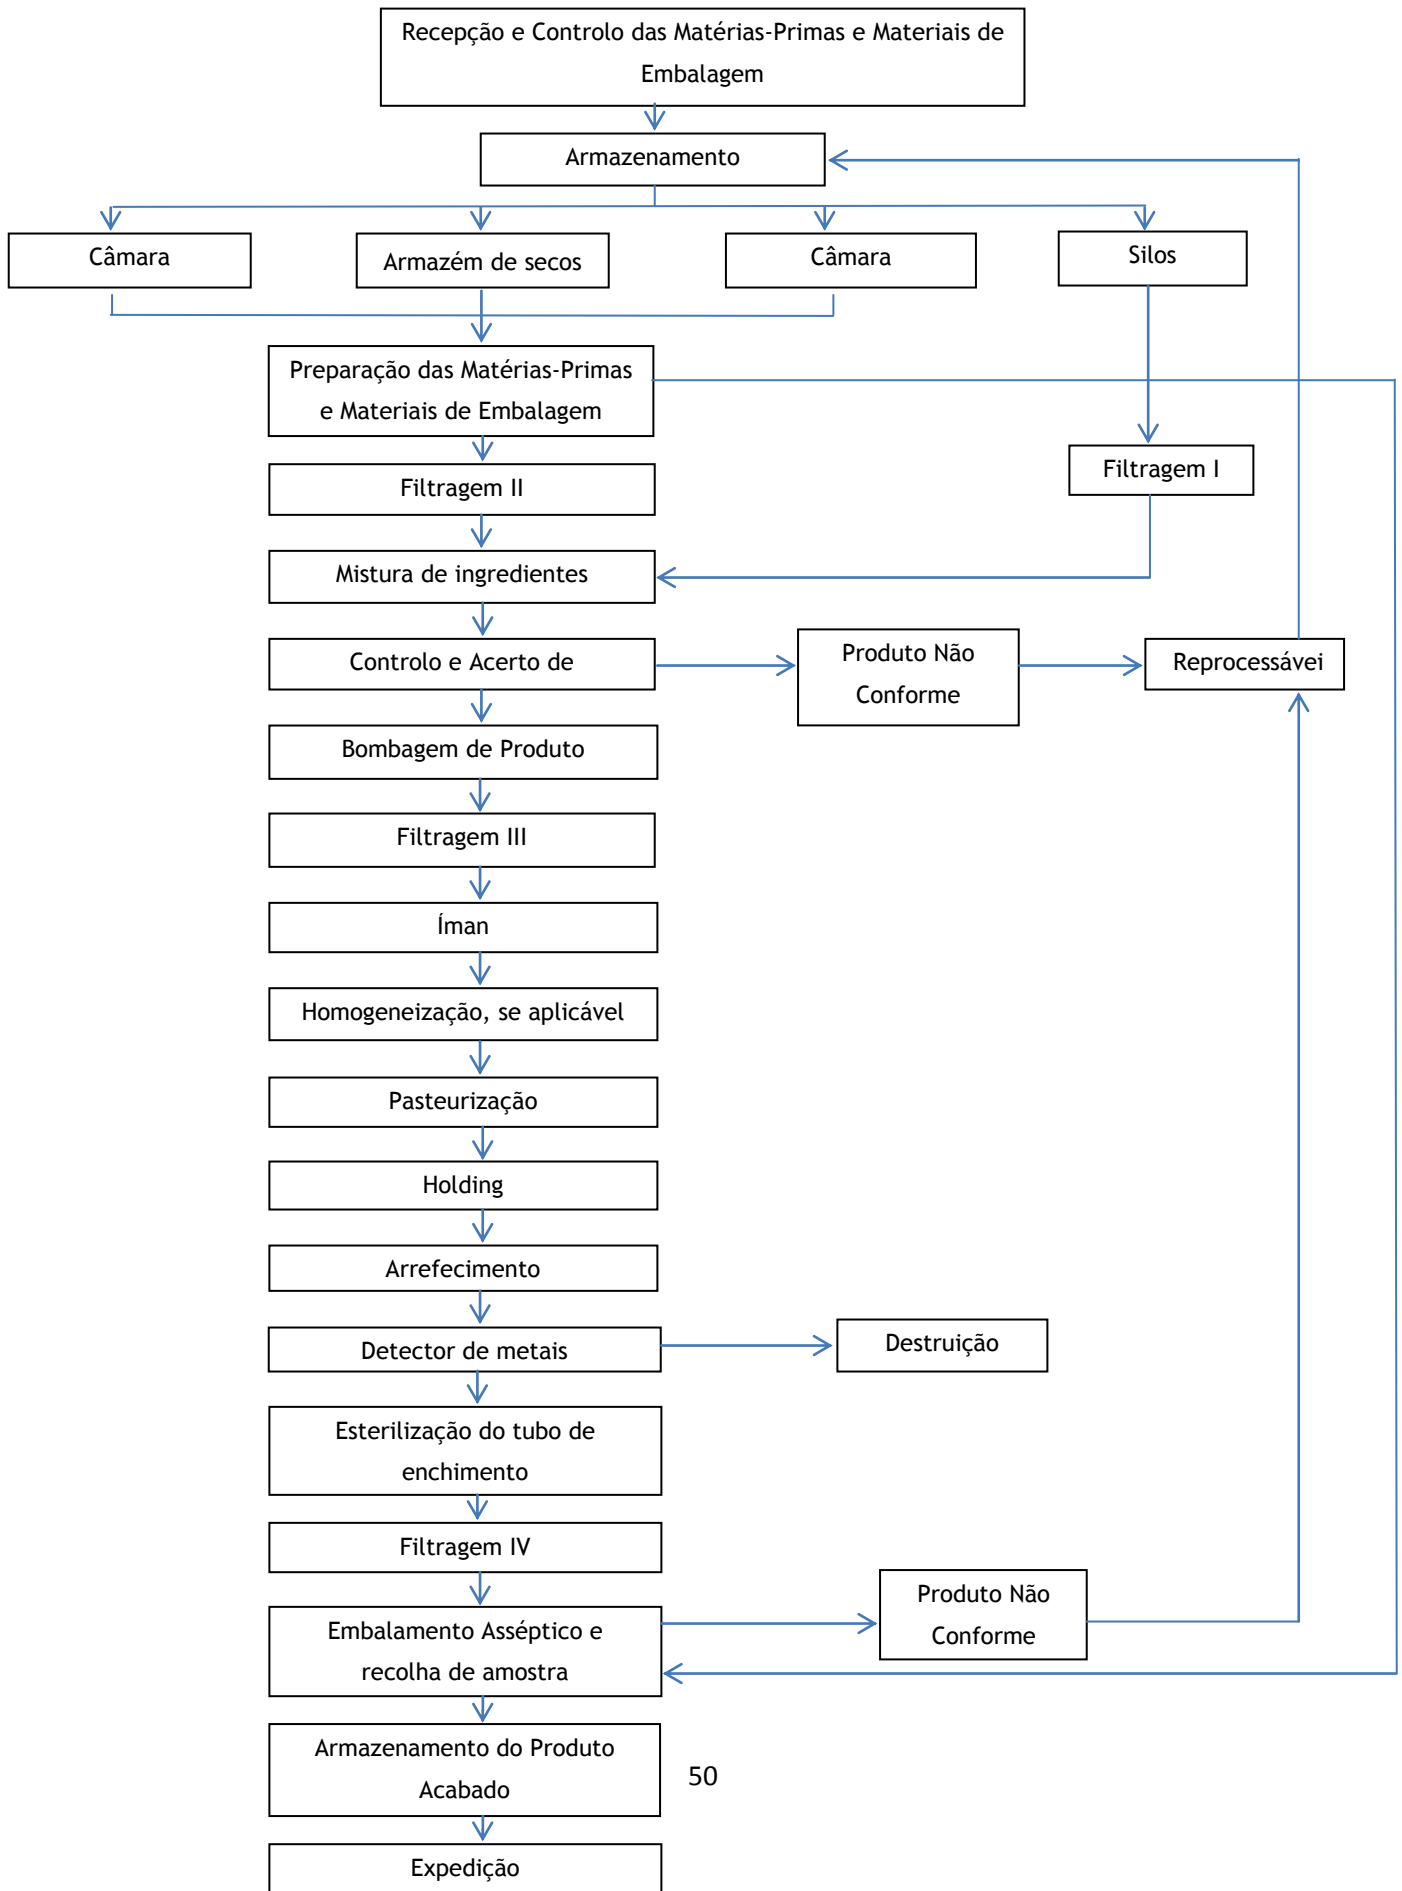 Recepção e Controlo das Matérias-Primas e Materiais de
Embalagem
Armazenamento
Câmara
Armazém de secos
Câmara
Silos
Preparação das Matérias-Primas
e Materiais de Embalagem
Filtragem II
Filtragem I
Mistura de ingredientes
Controlo e Acerto de
Produto Não
Conforme
Reprocessávei
Bombagem de Produto
Filtragem III
Íman
Homogeneização, se aplicável
Pasteurização
Holding
Arrefecimento
Detector de metais
Destruição
Esterilização do tubo de
enchimento
Filtragem IV
Embalamento Asséptico e
recolha de amostra
Produto Não
Conforme
Armazenamento do Produto
Acabado
50
Expedição